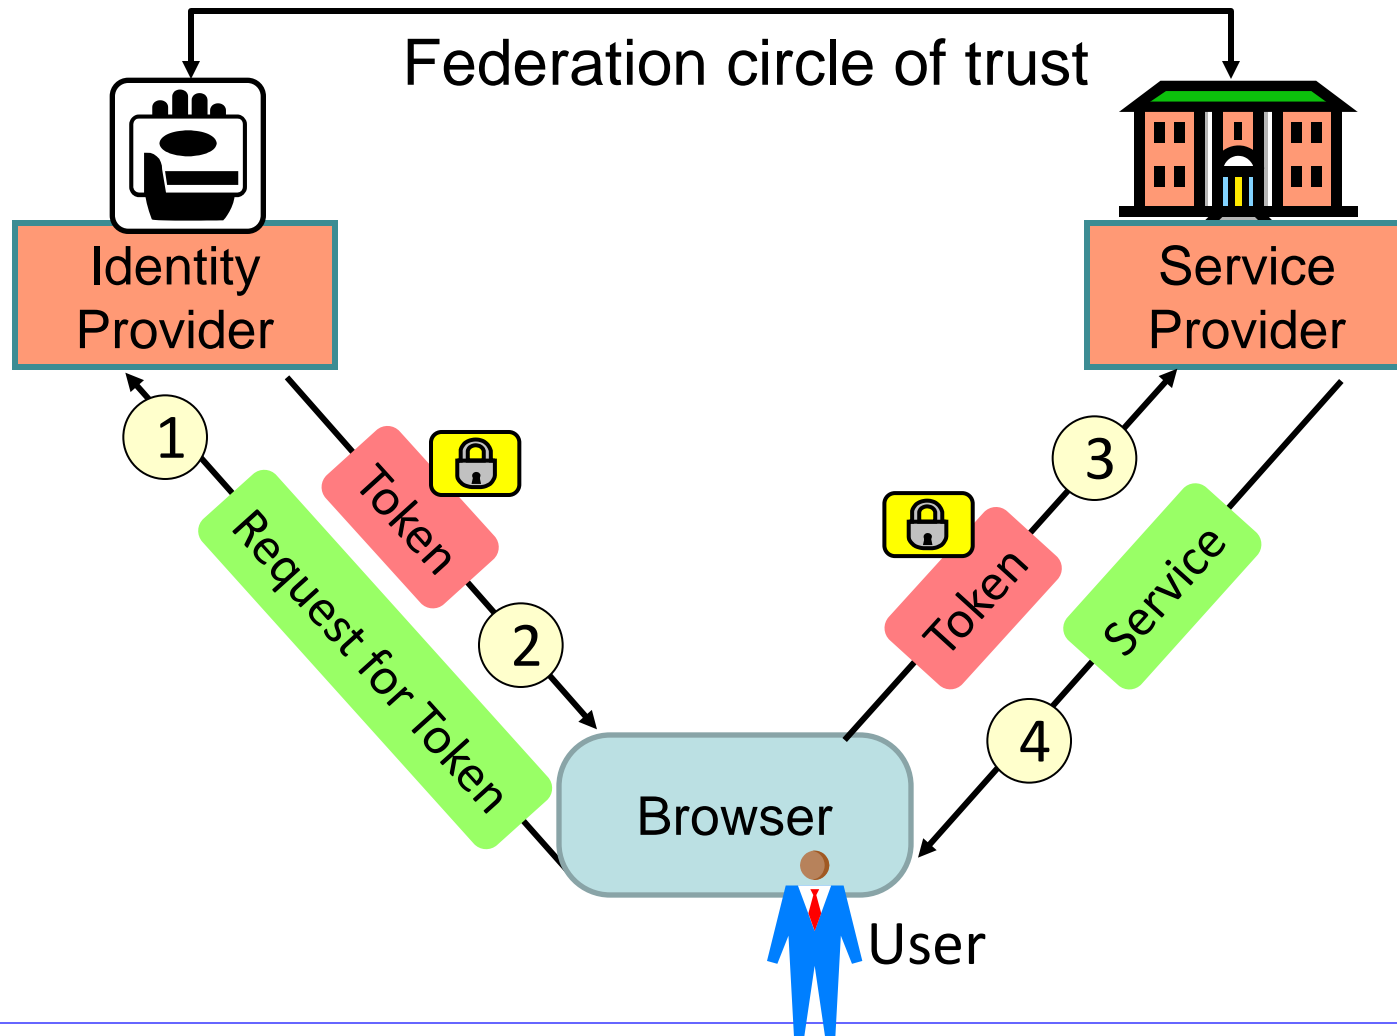 Federation circle of trust
Identity
Provider
Service
Provider
1
Token
3
Request for Token
Token
Service
2
4
Browser
User